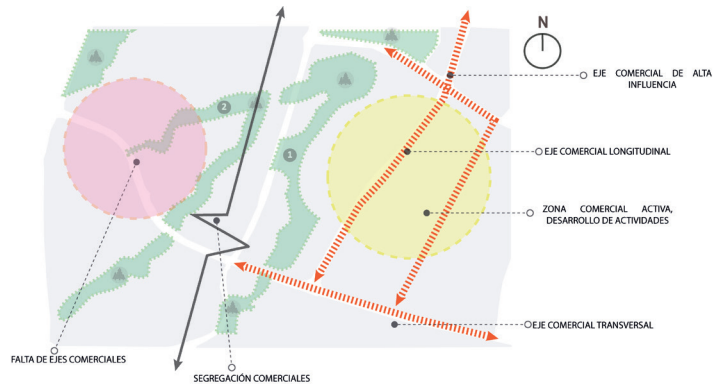 N
EJE COMERCIAL DE ALTA
INFLUENCIA
2
1
EJE COMERCIAL LONGITUDINAL
ZONA COMERCIAL ACTIVA,
DESARROLLO DE ACTIVIDADES
EJE COMERCIAL TRANSVERSAL
FALTA DE EJES COMERCIALES
SEGREGACIÓN COMERCIALES